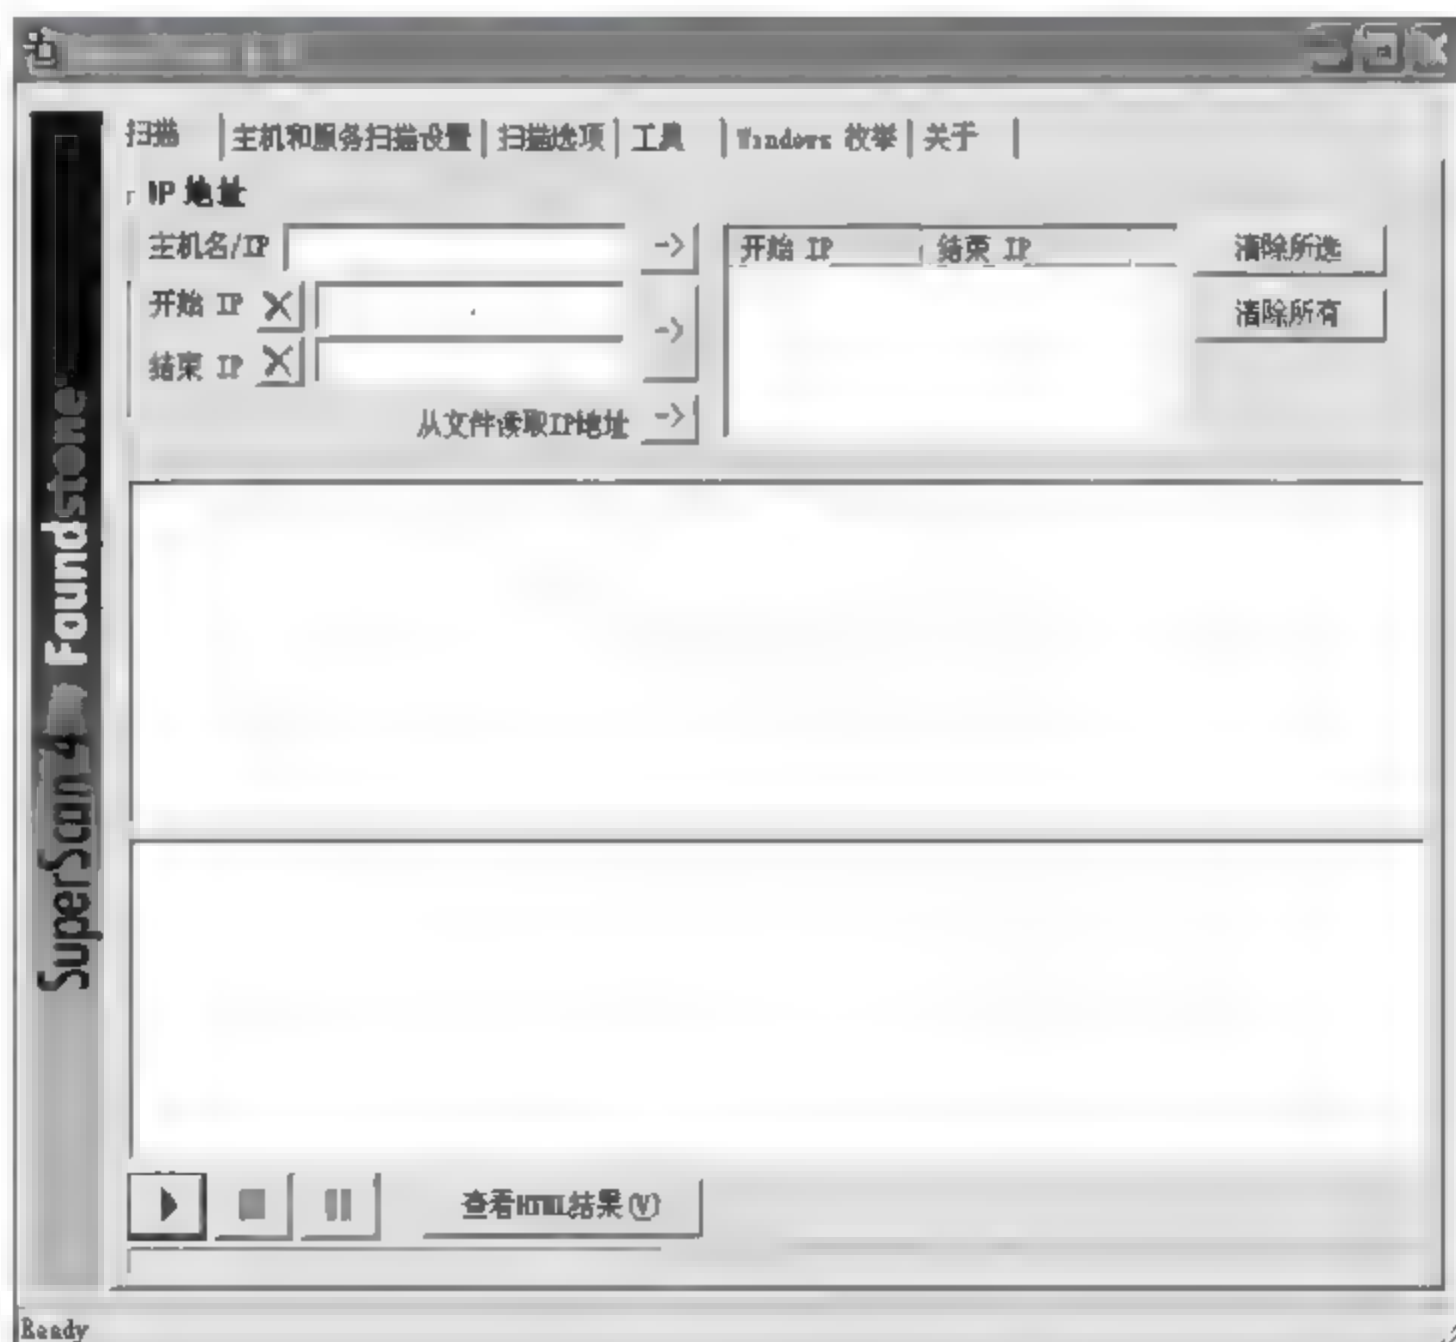 扫描 主机和服务扫描设置 扫描选项 工具 Windows 枚举 关于
IP 地址
主机名/IP -> 开始 IP 结束 IP 清除所选
开始 IP X -> 清除所有
结束 IP X
从文件读取IP地址 ->
SuperScan 4 Foundstone
查看HTML结果(V)
Ready